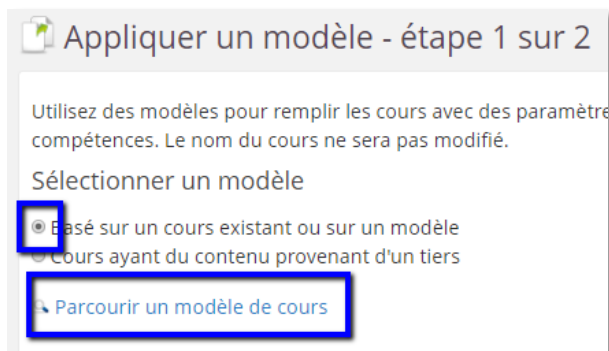 Appliquer un modèle - étape 1 sur 2
Utilisez des modèles pour remplir les cours avec des paramètre
compétences. Le nom du cours ne sera pas modifié.
Sélectionner un modèle
Basé sur un cours existant ou sur un modèle
Cours ayant du contenu provenant d'un tiers
Parcourir un modèle de cours